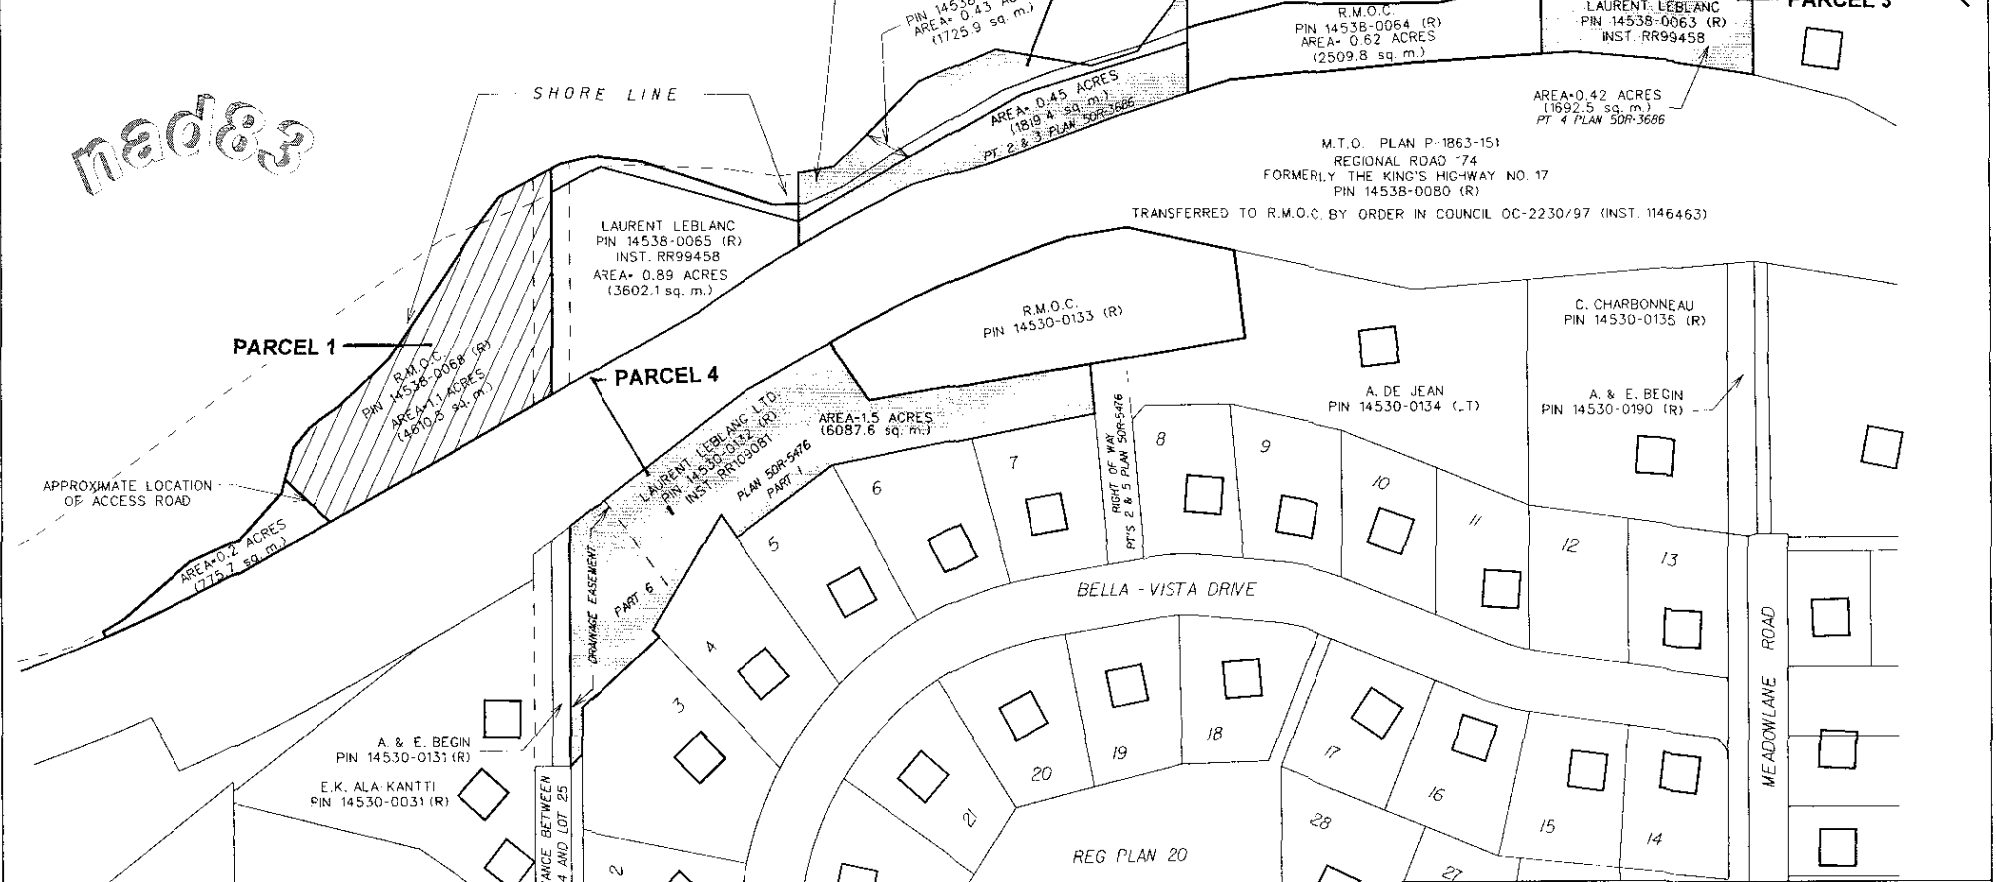 AREA= 0.43
(1725.9 sq. m.)
R.M.O.C.
PIN 14538-0064 (R)
AREA= 0.62 ACRES
(2509.8 sq. m.)
LAURENT LEBLANC
PIN 14538-0063 (R)
INST. RR99458
PARCEL 3
nad83
SHORE LINE
AREA= 0.45 ACRES
(1819.4 sq. m.)
PT. 2 & 3 PLAN 50R-3686
AREA=0.42 ACRES
(1692.5 sq. m.)
PT 4 PLAN 50R-3686
M.T.O. PLAN P-1863-151
REGIONAL ROAD 174
FORMERLY THE KING'S HIGHWAY NO. 17
PIN 14538-0080 (R)
TRANSFERRED TO R.M.O.C. BY ORDER IN COUNCIL OC-2230/97 (INST. 1146463)
LAURENT LEBLANC
PIN 14538-0065 (R)
INST. RR99458
AREA= 0.89 ACRES
(3602.1 sq. m.)
R.M.O.C.
PIN 14530-0133 (R)
C. CHARBONNEAU
PIN 14530-0135 (R)
PARCEL 1
R.M.O.C.
PIN 14538-0068 (R)
AREA=1.1 ACRES
(4610.5 sq. m.)
PARCEL 4
LAURENT LEBLANC LTD.
PIN 14530-0132 (R)
INST. RR109081
PLAN 50R-5476
PART 1
AREA=1.5 ACRES
(6087.6 sq. m.)
A. DE JEAN
PIN 14530-0134 (LT)
A. & E. BEGIN
PIN 14530-0190 (R)
RIGHT OF WAY
PT'S 2 & 5 PLAN 50R-5476
APPROXIMATE LOCATION
OF ACCESS ROAD
AREA=0.2 ACRES
(775.7 sq. m.)
DRAINAGE EASEMENT
PART 6
8
9
7
6
10
11
5
12
13
4
3
BELLA - VISTA DRIVE
MEADOWLANE ROAD
A. & E. BEGIN
PIN 14530-0131 (R)
E.K. ALA-KANTTI
PIN 14530-0031 (R)
18
19
20
21
17
16
15
14
28
27
2
REG PLAN 20
BETWEEN
4 AND LOT 25